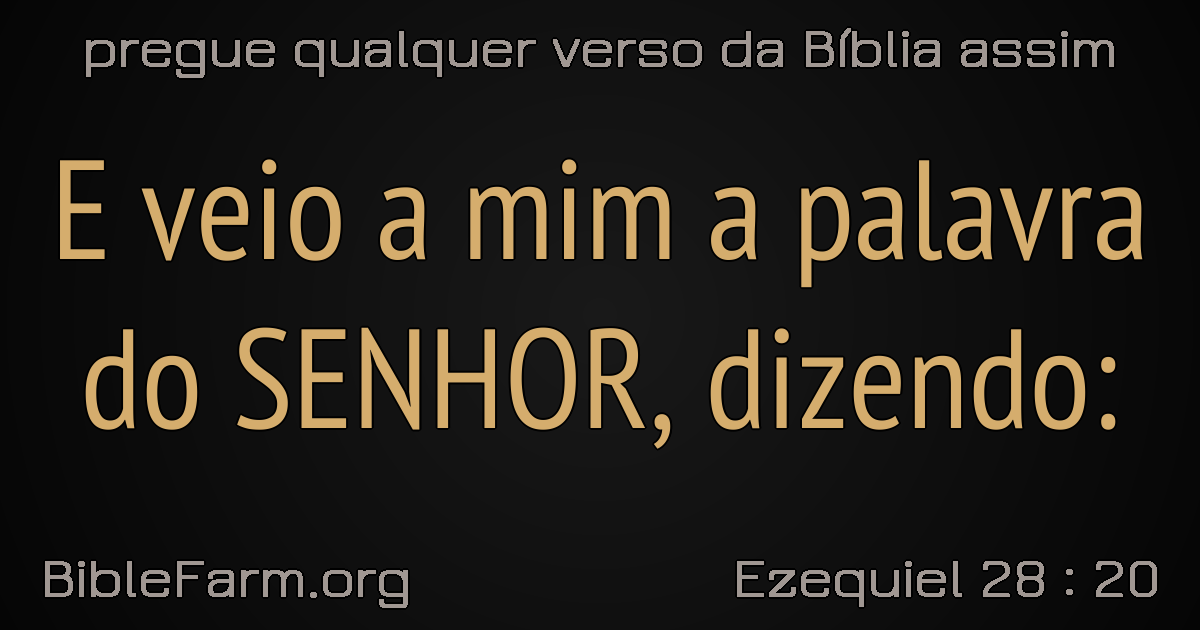 pregue qualquer verso da Bíblia assim
E veio a mim a palavra
do SENHOR, dizendo:
BibleFarm.org
Ezequiel 28 : 20